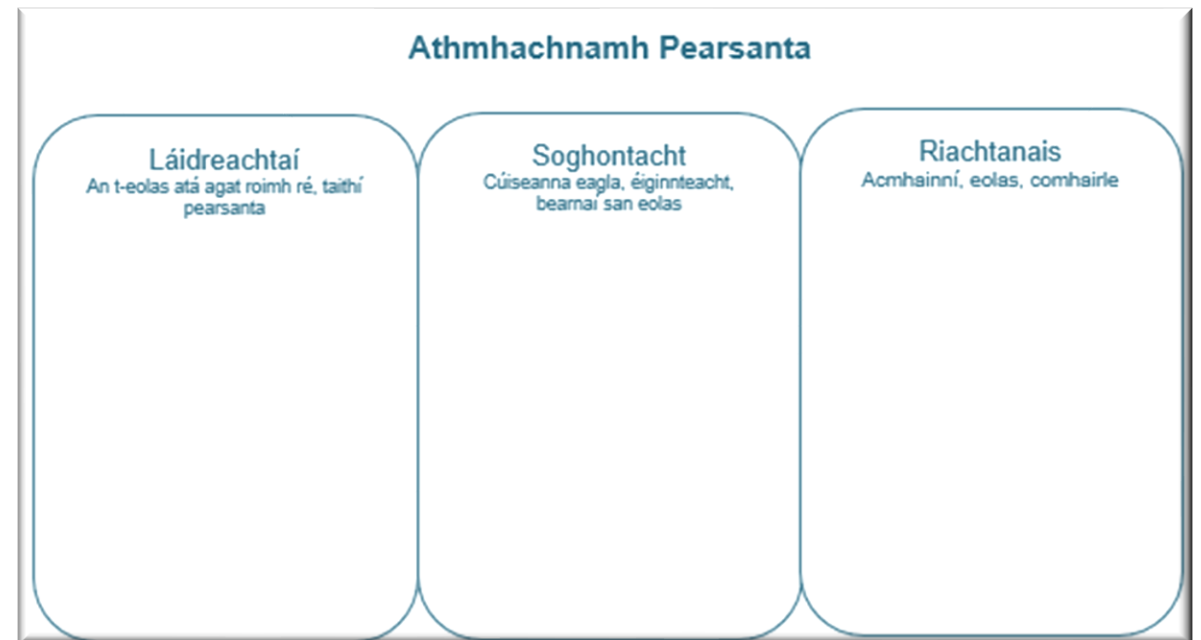 Athmhachnamh Pearsanta
Láidreachtaí
An t-eolas atá agat roimh ré, taithí
pearsanta
Soghontacht
Cúiseanna eagla, éiginnteacht,
bearnaí san eolas
Riachtanais
Acmhainní, eolas, comhairle